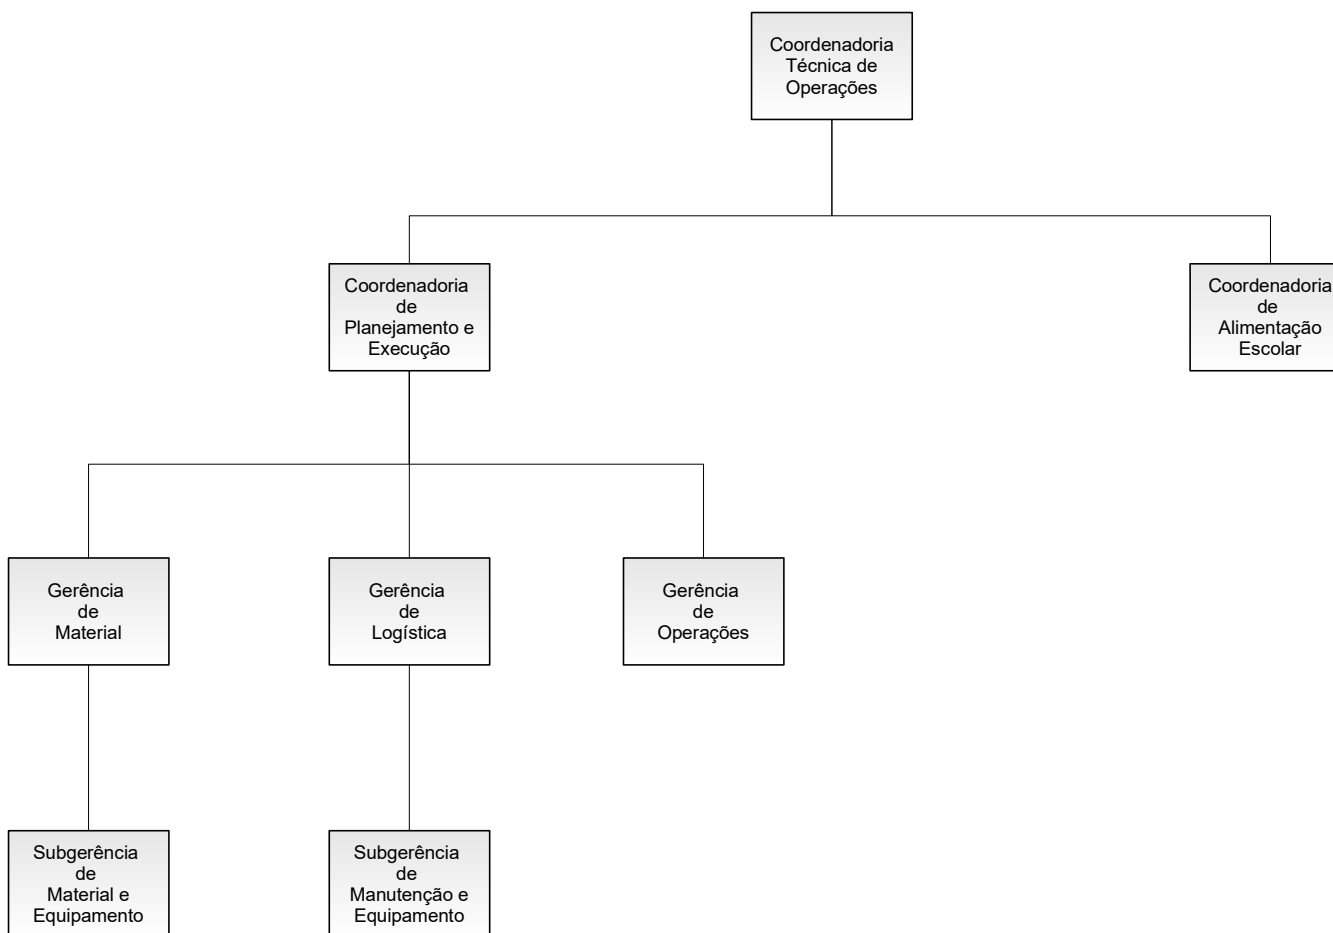 Coordenadoria
Técnica de
Operações
Coordenadoria
de
Planejamento e
Execução
Coordenadoria
de
Alimentação
Escolar
Gerência
de
Material
Gerência
de
Logística
Gerência
de
Operações
Subgerência
de
Material e
Equipamento
Subgerência
de
Manutenção e
Equipamento